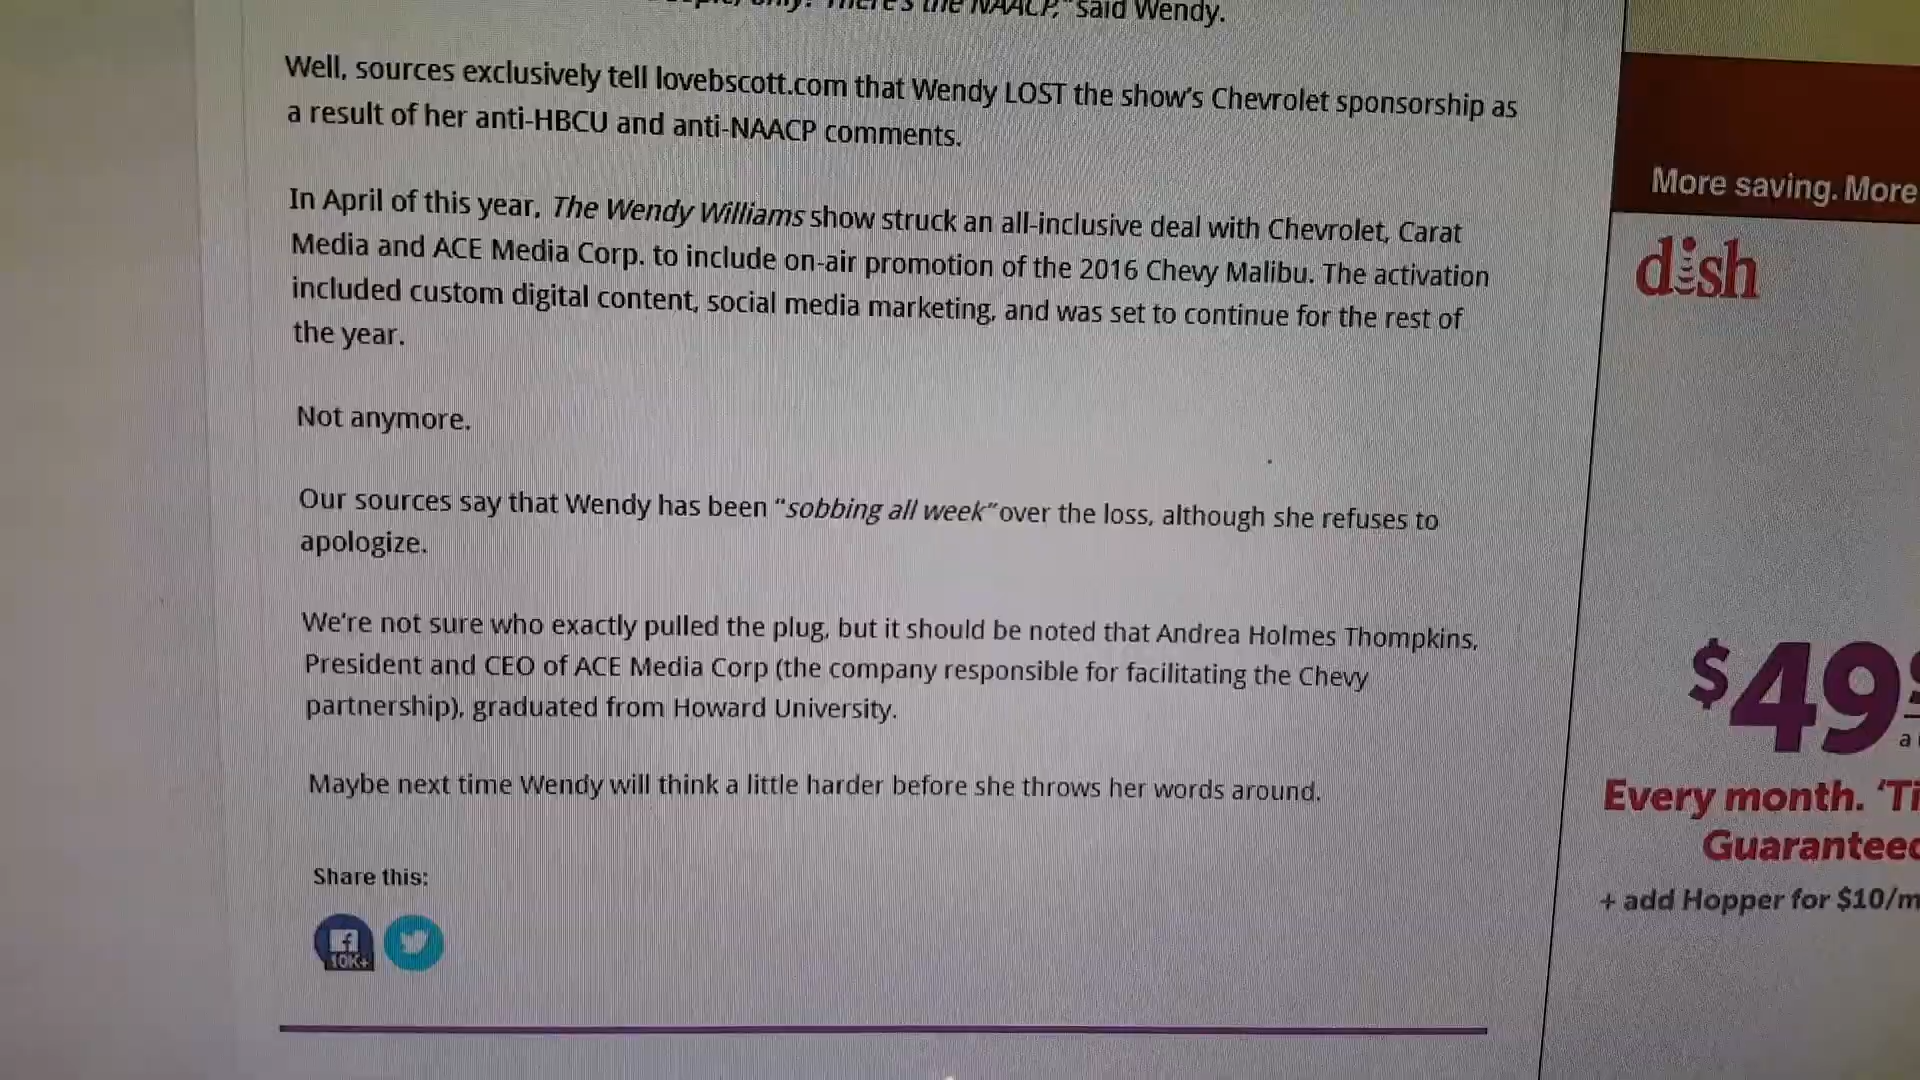 only? There's the NAACP," said Wendy.
Well, sources exclusively tell lovebscott.com that Wendy LOST the show's Chevrolet sponsorship as
a result of her anti-HBCU and anti-NAACP comments.
In April of this year, The Wendy Williams show struck an all-inclusive deal with Chevrolet, Carat
Media and ACE Media Corp. to include on-air promotion of the 2016 Chevy Malibu. The activation
included custom digital content, social media marketing, and was set to continue for the rest of
the year.
Not anymore.
Our sources say that Wendy has been "sobbing all week" over the loss, although she refuses to
apologize.
We're not sure who exactly pulled the plug, but it should be noted that Andrea Holmes Thompkins,
President and CEO of ACE Media Corp (the company responsible for facilitating the Chevy
partnership), graduated from Howard University.
Maybe next time Wendy will think a little harder before she throws her words around.
Share this:
10K+
More saving. More
dish
$49
Every month. 'Ti
Guaranteed
+ add Hopper for $10/m